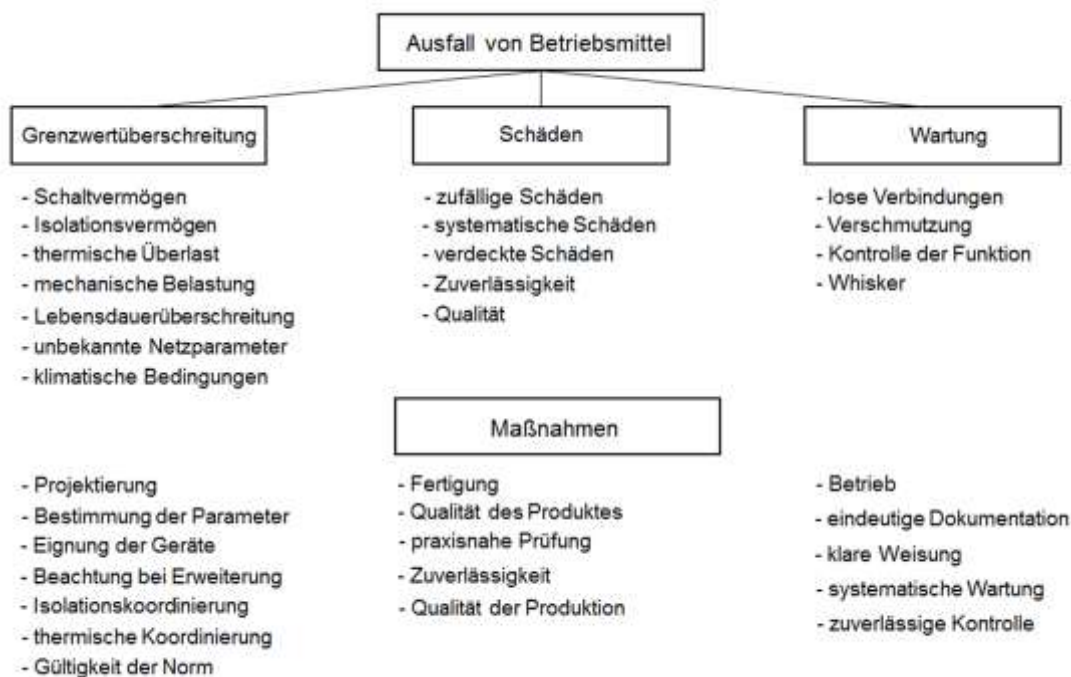 Ausfall von Betriebsmittel
Grenzwertüberschreitung
- Schaltvermögen
- Isolationsvermögen
- thermische Überlast
- mechanische Belastung
- Lebensdauerüberschreitung
- unbekannte Netzparameter
- klimatische Bedingungen
Schäden
- zufällige Schäden
- systematische Schäden
- verdeckte Schäden
- Zuverlässigkeit
- Qualität
Wartung
- lose Verbindungen
- Verschmutzung
- Kontrolle der Funktion
- Whisker
Maßnahmen
- Projektierung
- Bestimmung der Parameter
- Eignung der Geräte
- Beachtung bei Erweiterung
- Isolationskoordinierung
- thermische Koordinierung
- Gültigkeit der Norm
- Fertigung
- Qualität des Produktes
- praxisnahe Prüfung
- Zuverlässigkeit
- Qualität der Produktion
- Betrieb
- eindeutige Dokumentation
- klare Weisung
- systematische Wartung
- zuverlässige Kontrolle